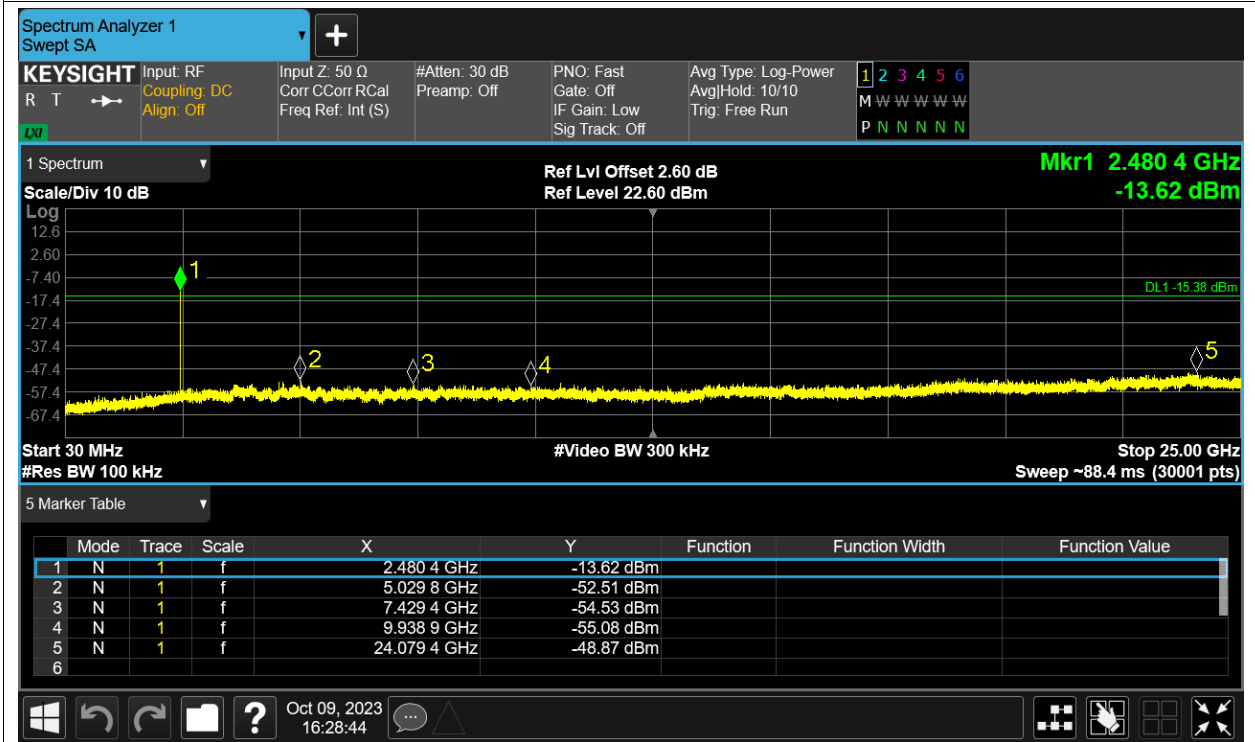 Spectrum Analyzer 1
Swept SA
KEYSIGHT
R T
LXI
Input: RF
Coupling: DC
Align: Off
Input Z: 50 Ω
Corr CCorr RCal
Freq Ref: Int (S)
#Atten: 30 dB
Preamp: Off
PNO: Fast
Gate: Off
IF Gain: Low
Sig Track: Off
Avg Type: Log-Power
Avg|Hold: 10/10
Trig: Free Run
1 2 3 4 5 6
M W W W W W
P N N N N N
1 Spectrum
Scale/Div 10 dB
Ref Lvl Offset 2.60 dB
Ref Level 22.60 dBm
Mkr1 2.480 4 GHz
-13.62 dBm
Log
12.6
2.60
-7.40
-17.4
-27.4
-37.4
-47.4
-57.4
-67.4
1
2
3
4
5
DL1 -15.38 dBm
Start 30 MHz
#Video BW 300 kHz
Stop 25.00 GHz
#Res BW 100 kHz
Sweep ~88.4 ms (30001 pts)
5 Marker Table
Mode Trace Scale X Y Function Function Width Function Value
1 N 1 f 2.480 4 GHz -13.62 dBm
2 N 1 f 5.029 8 GHz -52.51 dBm
3 N 1 f 7.429 4 GHz -54.53 dBm
4 N 1 f 9.938 9 GHz -55.08 dBm
5 N 1 f 24.079 4 GHz -48.87 dBm
6
?
Oct 09, 2023
16:28:44